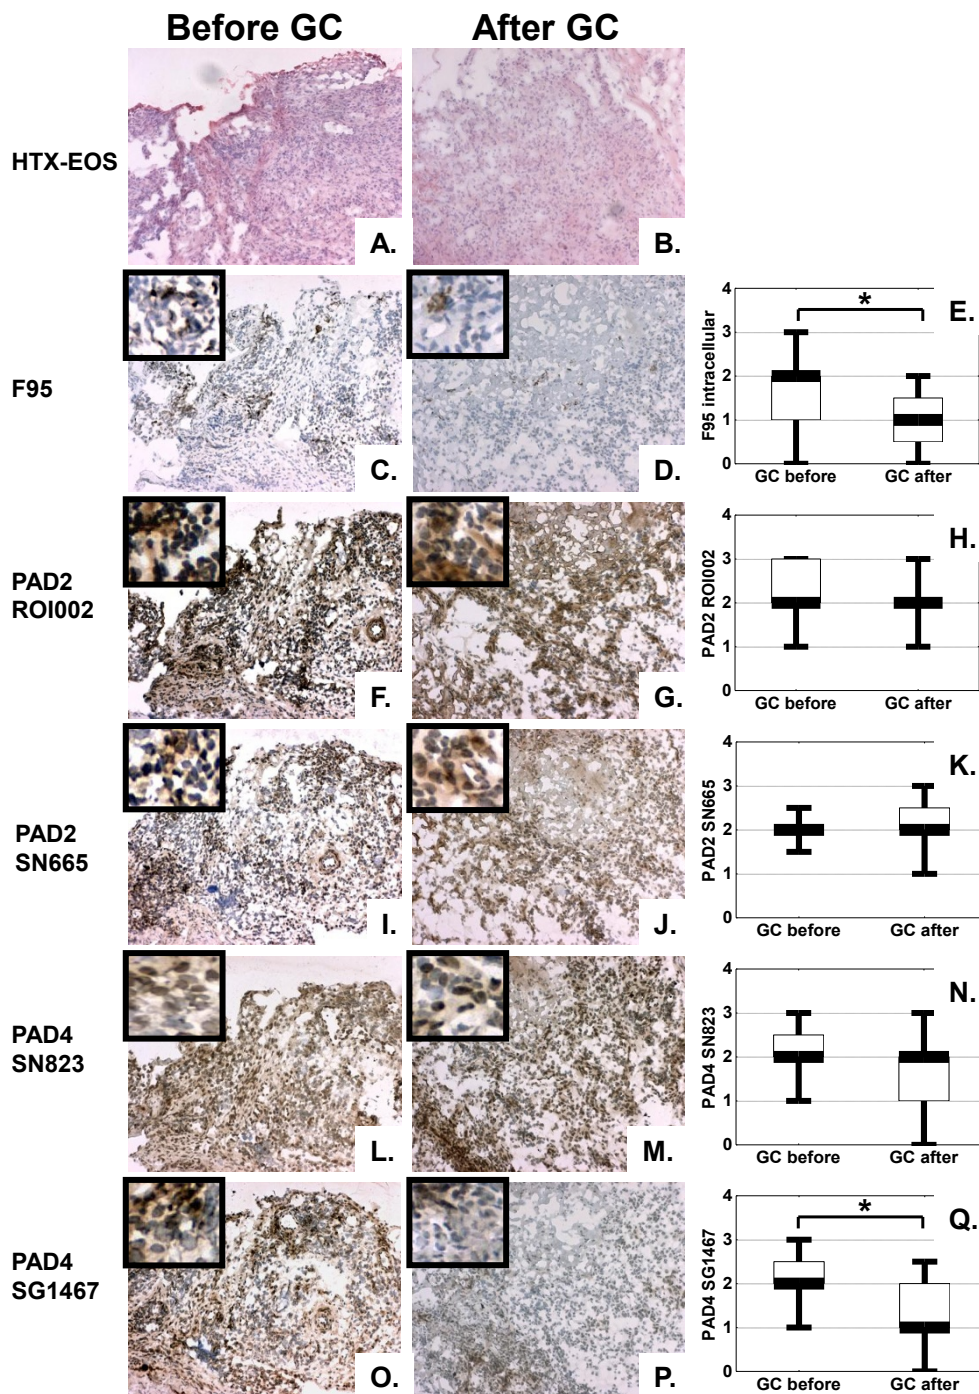 Before GC After GC
HTX-EOS
A. B.
F95
C. D.
E.
F95 intracellular
4
3
2
1
0
*
GC before GC after
PAD2
ROI002
F. G.
H.
PAD2 ROI002
4
3
2
1
0
GC before GC after
PAD2
SN665
I. J.
K.
PAD2 SN665
4
3
2
1
0
GC before GC after
PAD4
SN823
L. M.
N.
PAD4 SN823
4
3
2
1
0
GC before GC after
PAD4
SG1467
O. P.
Q.
PAD4 SG1467
4
3
2
1
0
*
GC before GC after